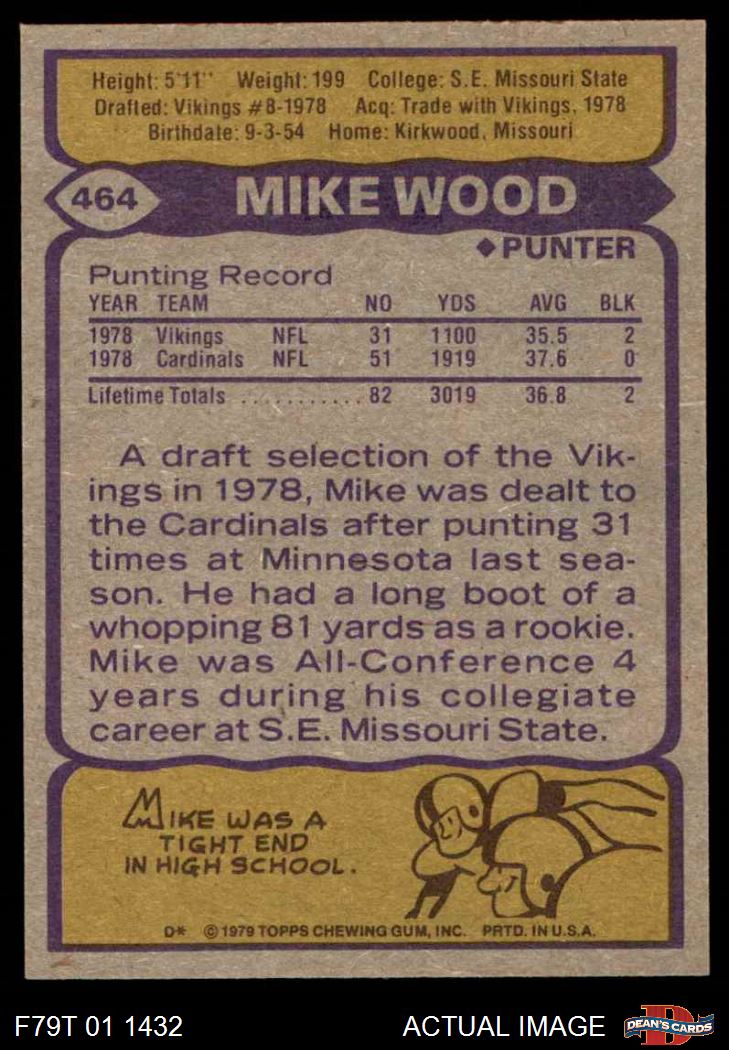 Height: 5'11" Weight: 199 College: S.E. Missouri State
Drafted: Vikings #8-1978 Acq: Trade with Vikings, 1978
Birthdate: 9-3-54 Home: Kirkwood, Missouri
464 MIKE WOOD
◆PUNTER
Punting Record
YEAR TEAM NO YDS AVG BLK
1978 Vikings NFL 31 1100 35.5 2
1978 Cardinals NFL 51 1919 37.6 0
Lifetime Totals ........... 82 3019 36.8 2
A draft selection of the Vik-
ings in 1978, Mike was dealt to
the Cardinals after punting 31
times at Minnesota last sea-
son. He had a long boot of a
whopping 81 yards as a rookie.
Mike was All-Conference 4
years during his collegiate
career at S.E. Missouri State.
MIKE WAS A
TIGHT END
IN HIGH SCHOOL.
D* © 1979 TOPPS CHEWING GUM, INC. PRTD. IN U.S.A.
F79T 01 1432 ACTUAL IMAGE D DEAN'S CARDS